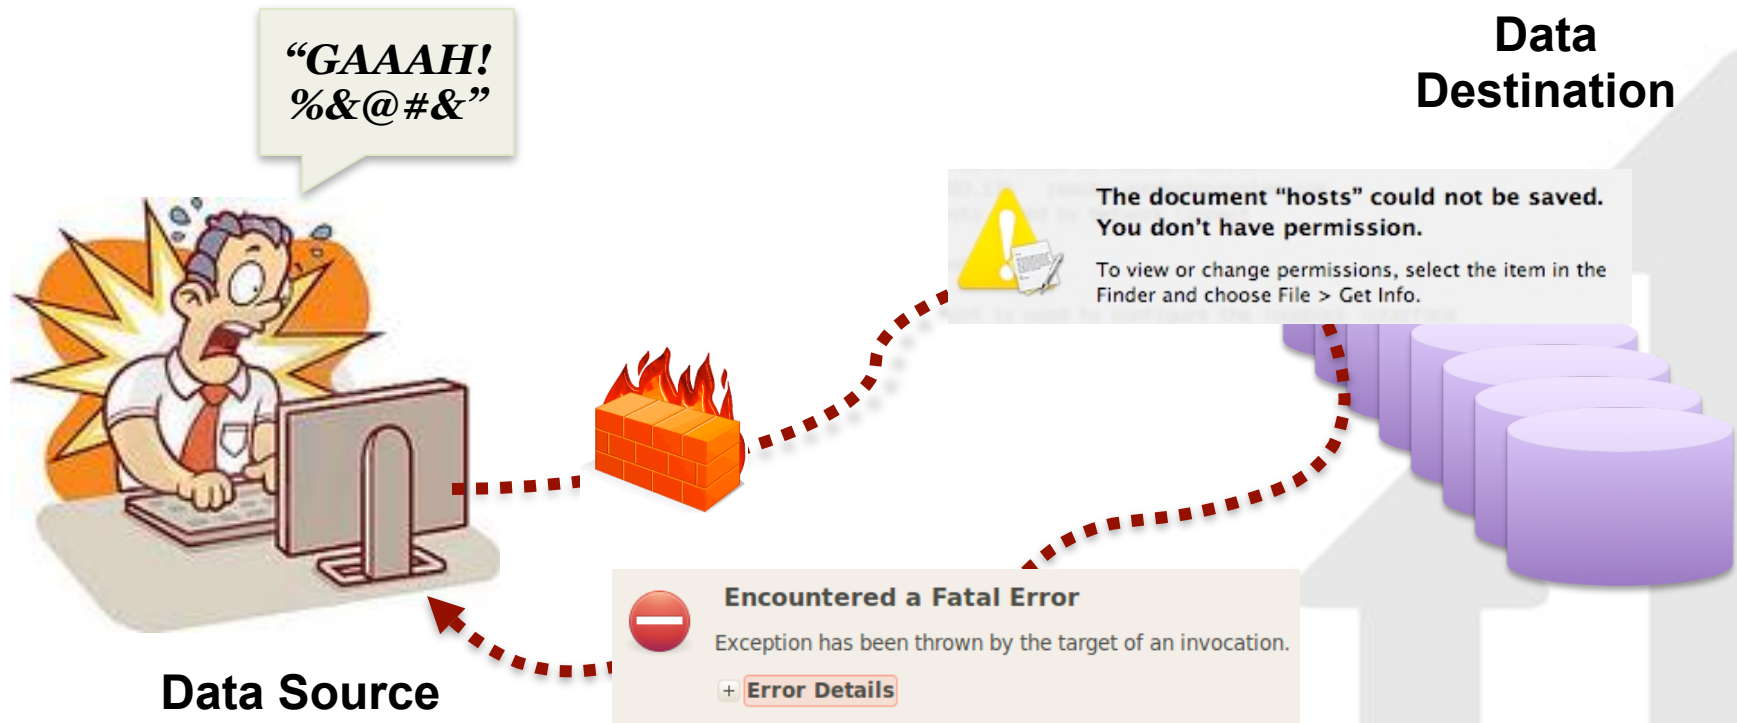 “GAAAH!
%&@#&”
Data
Destination
The document “hosts” could not be saved.
You don’t have permission.
To view or change permissions, select the item in the
Finder and choose File > Get Info.
Encountered a Fatal Error
Exception has been thrown by the target of an invocation.
+ Error Details
Data Source